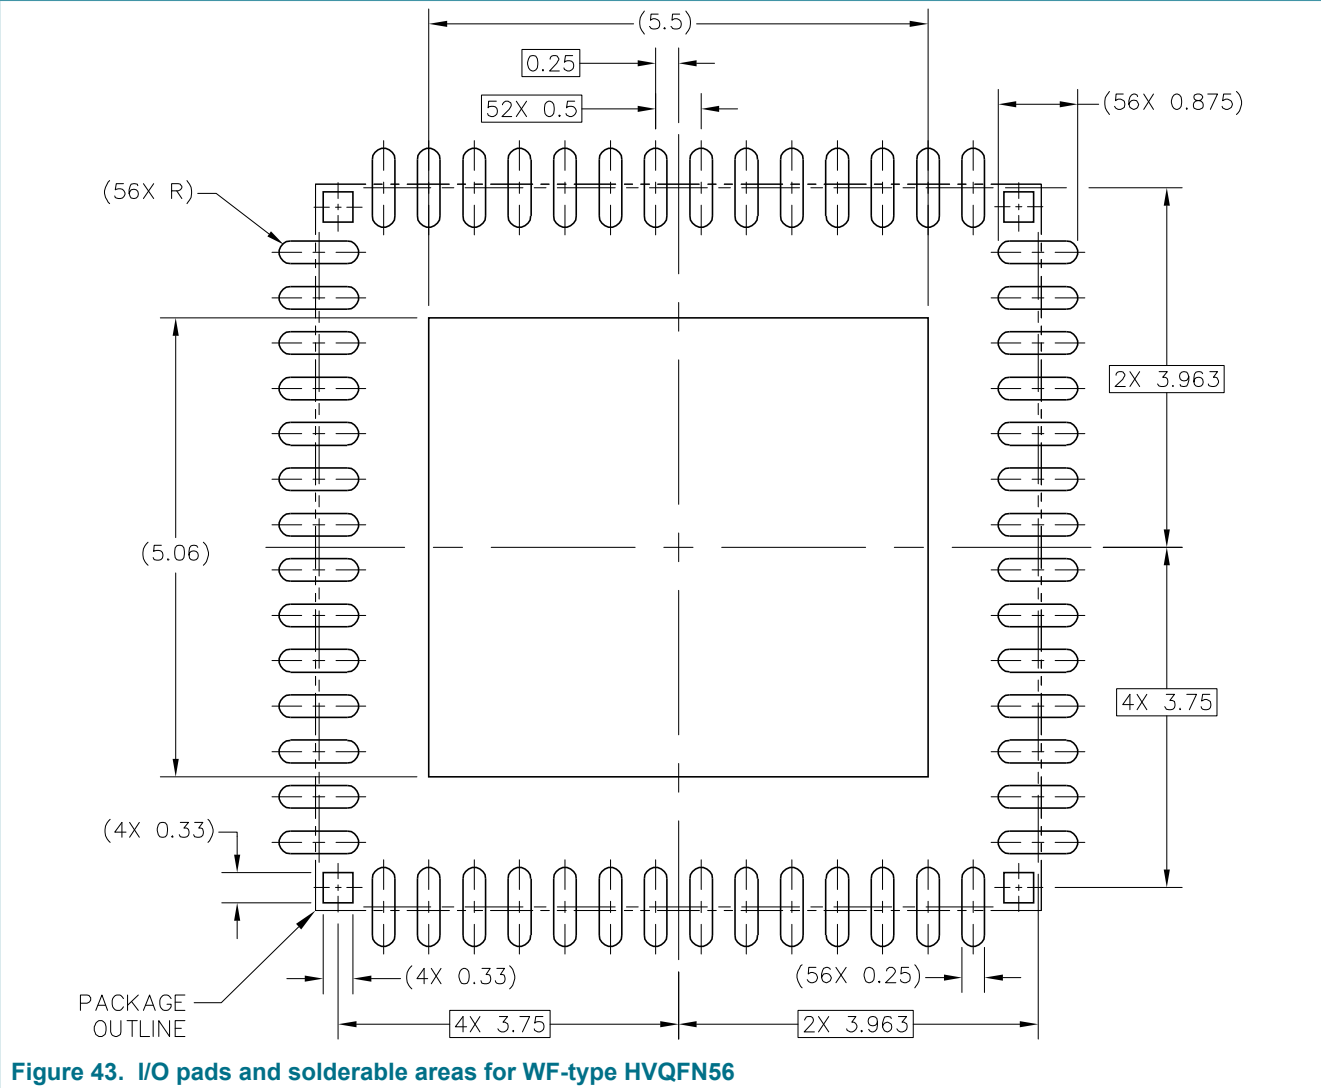 (5.5)
0.25
52X 0.5
(56X 0.875)
(56X R)
2X 3.963
(5.06)
4X 3.75
(4X 0.33)
(4X 0.33)
(56X 0.25)
PACKAGE
OUTLINE
4X 3.75
2X 3.963
Figure 43. I/O pads and solderable areas for WF-type HVQFN56